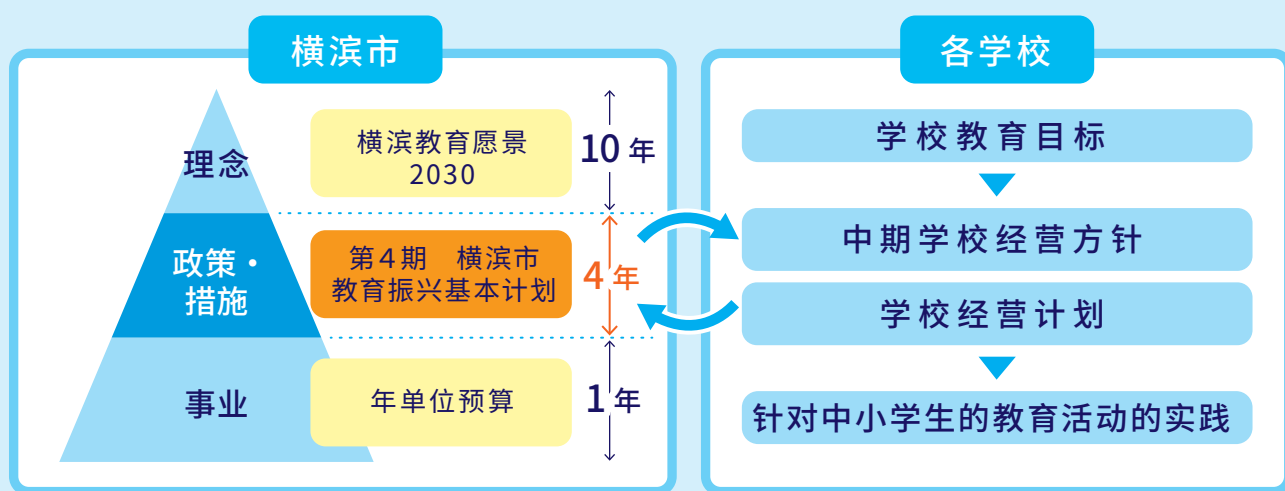 横滨市
理念
横滨教育愿景
2030
10 年
政策・
措施
第4期　横滨市
教育振兴基本计划
4 年
事业
年单位预算
1 年
各学校
学校教育目标
中期学校经营方针
学校经营计划
针对中小学生的教育活动的实践